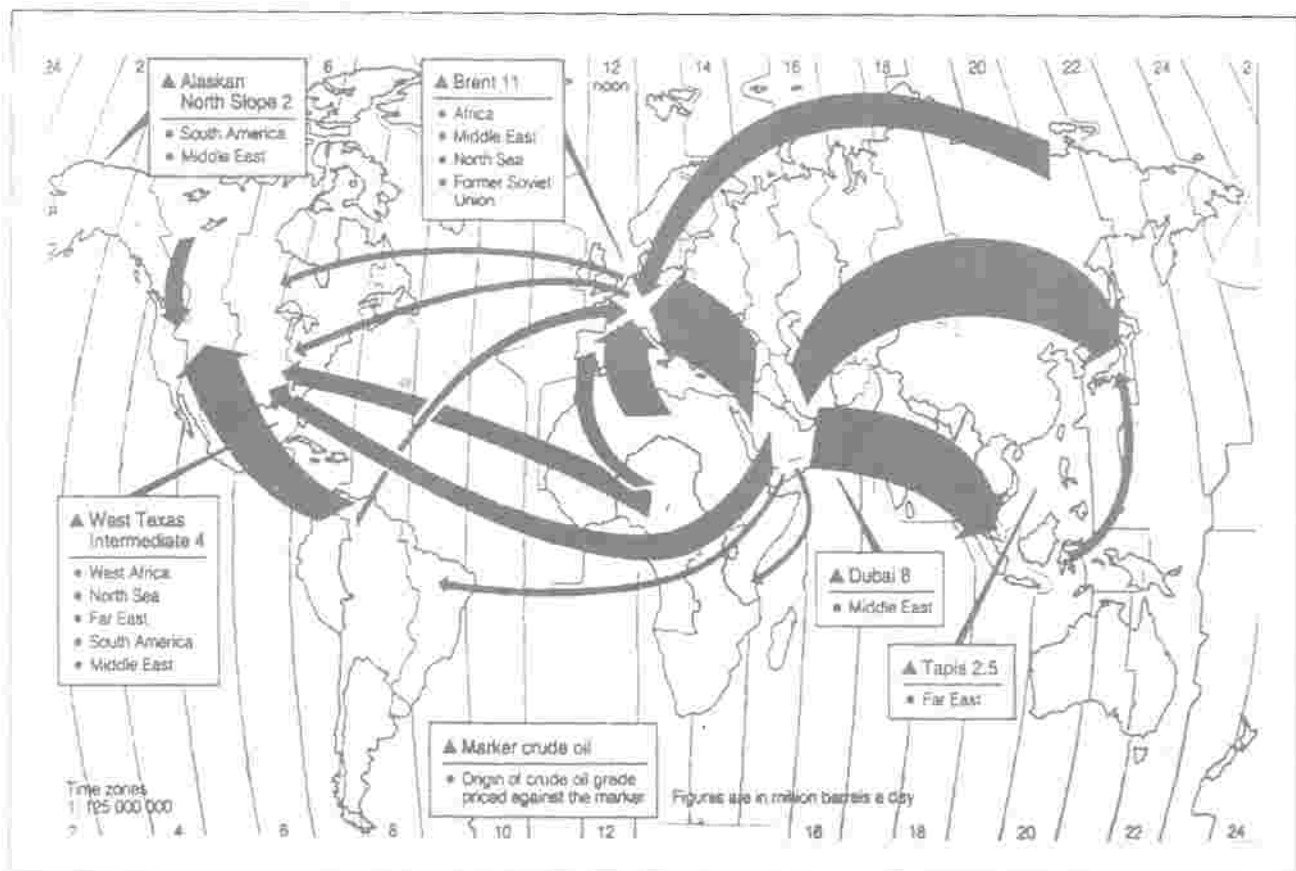 24 2 6 12 14 16 18 20 22 24 2
noon
▲ Alaskan
North Slope 2
• South America
• Middle East
▲ Brent 11
• Africa
• Middle East
• North Sea
• Former Soviet
Union
▲ West Texas
Intermediate 4
• West Africa
• North Sea
• Far East
• South America
• Middle East
▲ Dubai 8
• Middle East
▲ Tapis 2.5
• Far East
▲ Marker crude oil
• Origin of crude oil grade
priced against the marker
Figures are in million barrels a day
Time zones
1 125 000 000
2 4 6 8 10 12 16 18 20 22 24